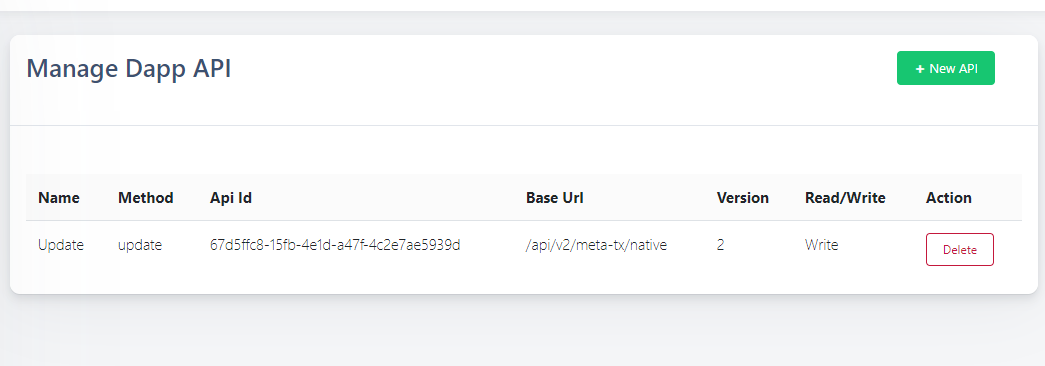 Manage Dapp API
+ New API
Name Method Api Id Base Url Version Read/Write Action
Update update 67d5ffc8-15fb-4e1d-a47f-4c2e7ae5939d /api/v2/meta-tx/native 2 Write Delete